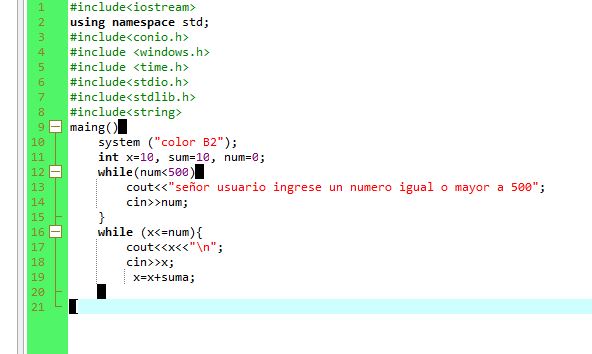 1 #include<iostream>
2 using namespace std;
3 #include<conio.h>
4 #include <windows.h>
5 #include <time.h>
6 #include<stdio.h>
7 #include<stdlib.h>
8 #include<string>
9 maing()
10 system ("color B2");
11 int x=10, sum=10, num=0;
12 while(num<500)
13 cout<<"señor usuario ingrese un numero igual o mayor a 500";
14 cin>>num;
15 }
16 while (x<=num){
17 cout<<x<<"\n";
18 cin>>x;
19 x=x+suma;
20
21